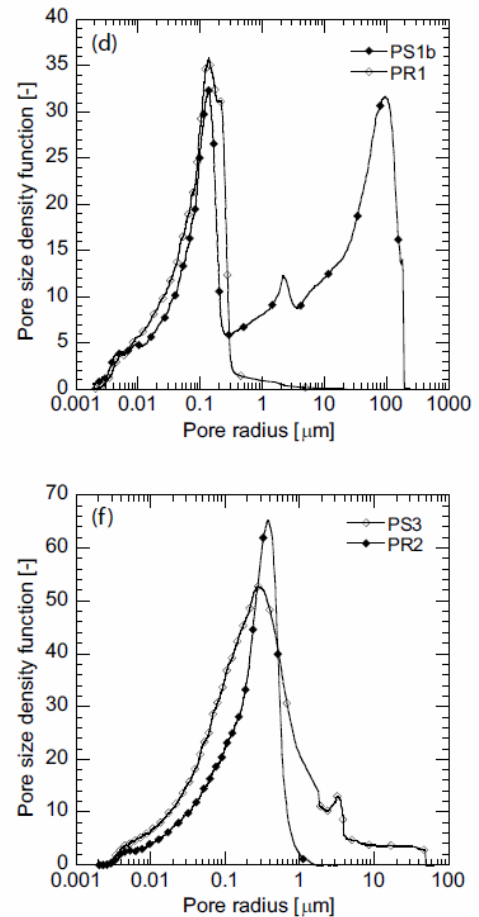 (d)
PS1b
PR1
Pore size density function [-]
40
35
30
25
20
15
10
5
0
0.001 0.01 0.1 1 10 100 1000
Pore radius [μm]
(f)
PS3
PR2
Pore size density function [-]
70
60
50
40
30
20
10
0
0.001 0.01 0.1 1 10 100
Pore radius [μm]